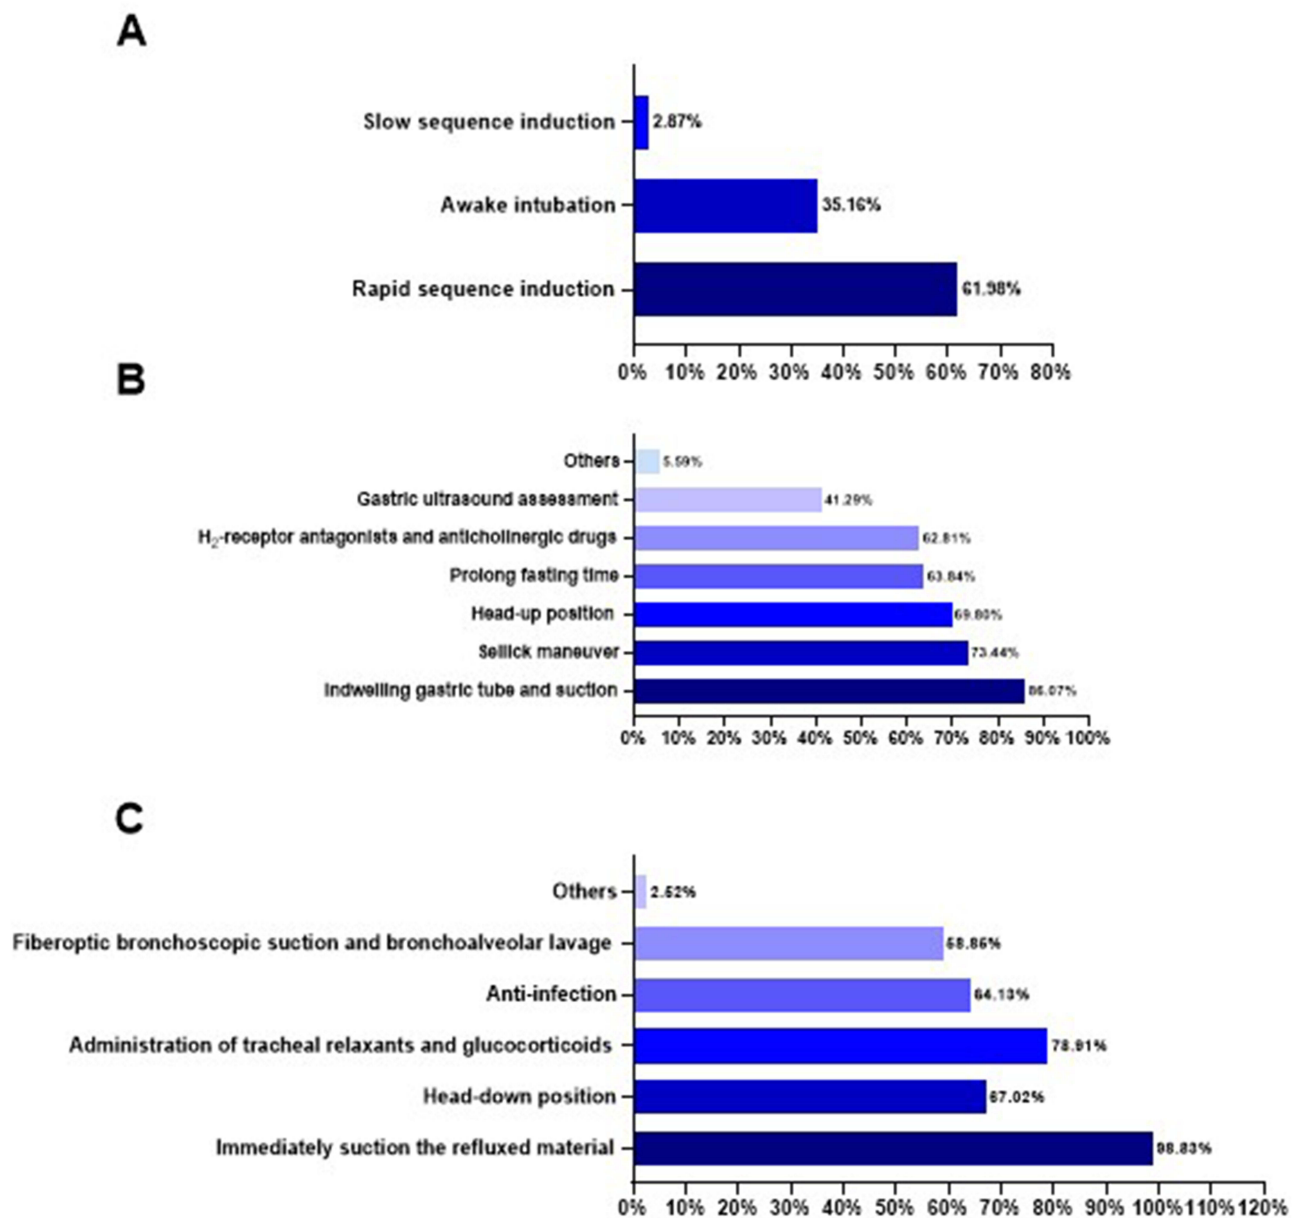 A
Slow sequence induction 2.87%
Awake intubation 35.16%
Rapid sequence induction 61.98%
0% 10% 20% 30% 40% 50% 60% 70% 80%
B
Others 5.59%
Gastric ultrasound assessment 41.29%
H₂-receptor antagonists and anticholinergic drugs 62.81%
Prolong fasting time 63.84%
Head-up position 69.80%
Sellick maneuver 73.44%
Indwelling gastric tube and suction 86.07%
0% 10% 20% 30% 40% 50% 60% 70% 80% 90% 100%
C
Others 2.52%
Fiberoptic bronchoscopic suction and bronchoalveolar lavage 58.86%
Anti-infection 64.13%
Administration of tracheal relaxants and glucocorticoids 78.91%
Head-down position 67.02%
Immediately suction the refluxed material 98.83%
0% 10% 20% 30% 40% 50% 60% 70% 80% 90% 100% 110% 120%